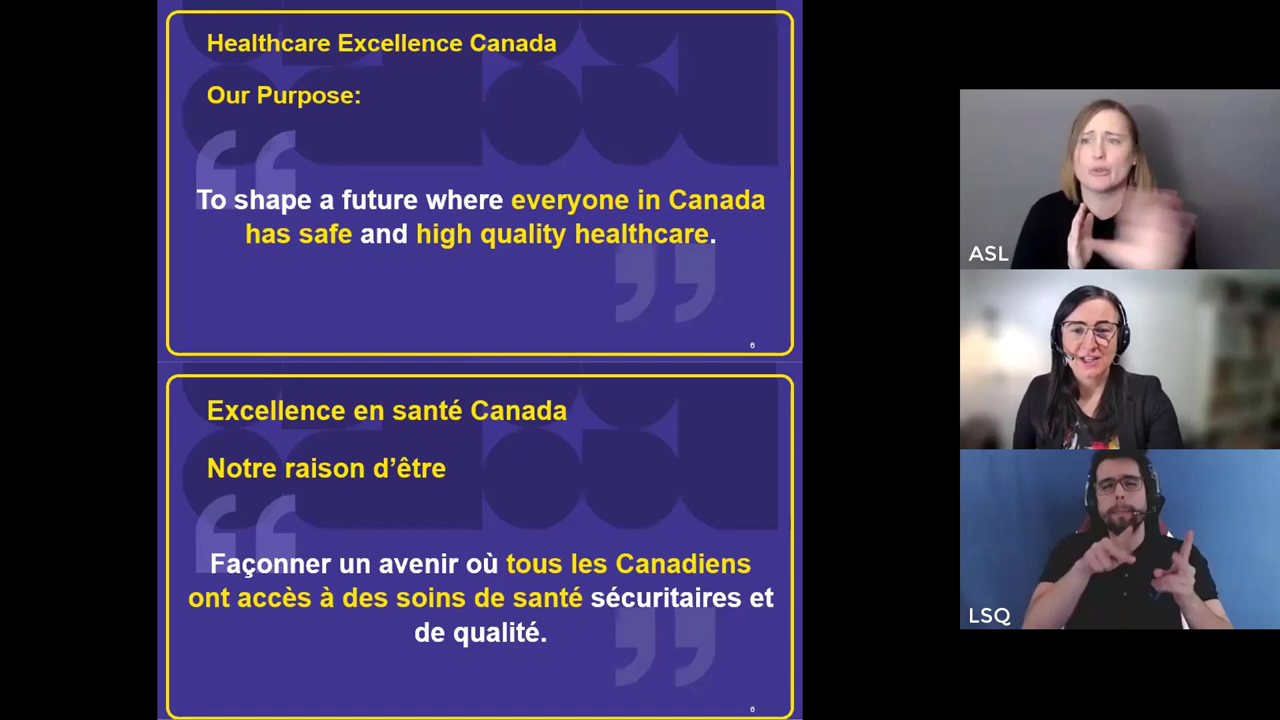 Healthcare Excellence Canada
Our Purpose:
To shape a future where everyone in Canada
has safe and high quality healthcare.
6
Excellence en santé Canada
Notre raison d’être
Façonner un avenir où tous les Canadiens
ont accès à des soins de santé sécuritaires et
de qualité.
6
ASL
LSQ